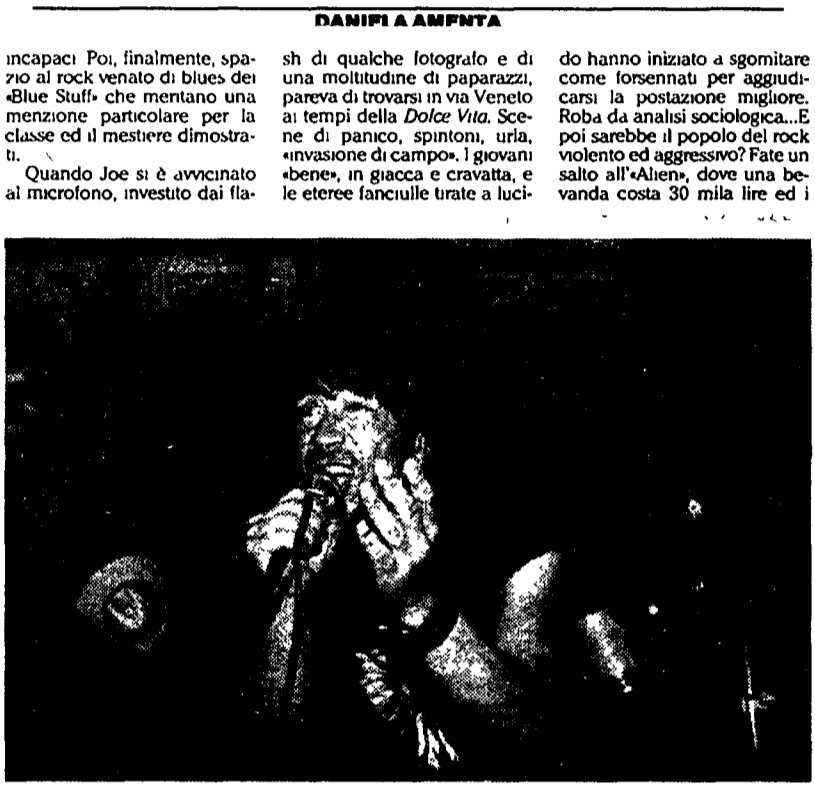 DANIELA AMENTA
incapaci Poi, finalmente, spa-
zio al rock venato di blues dei
«Blue Stuff» che meritano una
menzione particolare per la
classe ed il mestiere dimostra-
ti.
Quando Joe si è avvicinato
al microfono, investito dai fla-
sh di qualche fotografo e di
una moltitudine di paparazzi,
pareva di trovarsi in via Veneto
ai tempi della Dolce Vita. Sce-
ne di panico, spintoni, urla,
«invasione di campo». I giovani
«bene», in giacca e cravatta, e
le eteree fanciulle tirate a luci-
do hanno iniziato a sgomitare
come forsennati per aggiudi-
carsi la postazione migliore.
Roba da analisi sociologica...E
poi sarebbe il popolo del rock
violento ed aggressivo? Fate un
salto all'«Alien», dove una be-
vanda costa 30 mila lire ed i